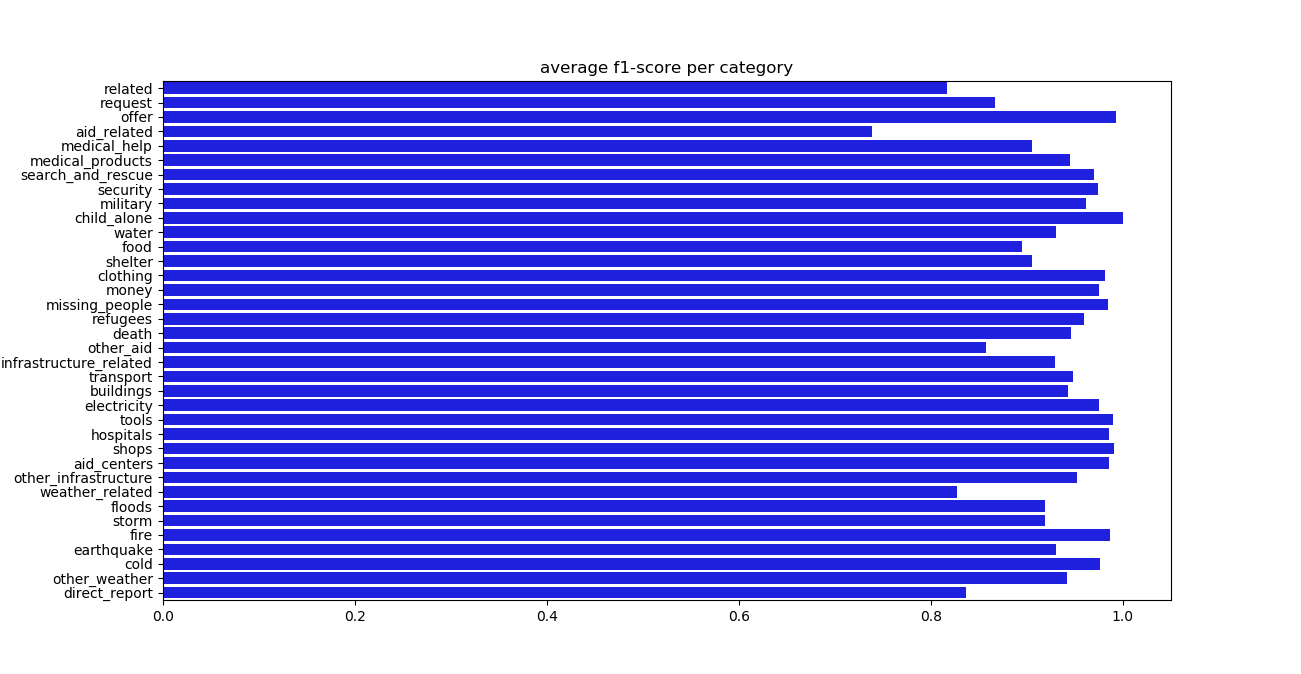 average f1-score per category
related
request
offer
aid_related
medical_help
medical_products
search_and_rescue
security
military
child_alone
water
food
shelter
clothing
money
missing_people
refugees
death
other_aid
infrastructure_related
transport
buildings
electricity
tools
hospitals
shops
aid_centers
other_infrastructure
weather_related
floods
storm
fire
earthquake
cold
other_weather
direct_report
0.0 0.2 0.4 0.6 0.8 1.0